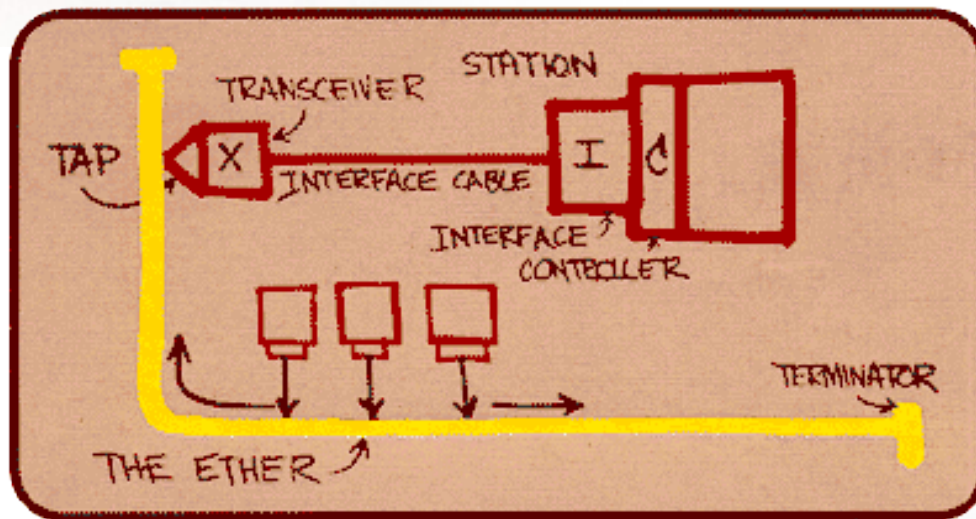 STATION
TRANSCEIVER
TAP
X
I
C
INTERFACE CABLE
INTERFACE
CONTROLLER
TERMINATOR
THE ETHER